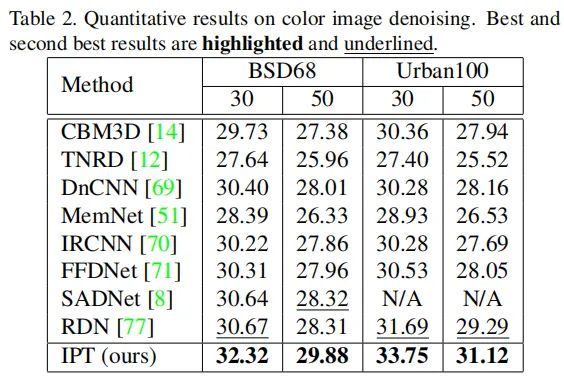 Table 2. Quantitative results on color image denoising. Best and
second best results are highlighted and underlined.
Method BSD68 Urban100
30 50 30 50
CBM3D [14] 29.73 27.38 30.36 27.94
TNRD [12] 27.64 25.96 27.40 25.52
DnCNN [69] 30.40 28.01 30.28 28.16
MemNet [51] 28.39 26.33 28.93 26.53
IRCNN [70] 30.22 27.86 30.28 27.69
FFDNet [71] 30.31 27.96 30.53 28.05
SADNet [8] 30.64 28.32 N/A N/A
RDN [77] 30.67 28.31 31.69 29.29
IPT (ours) 32.32 29.88 33.75 31.12